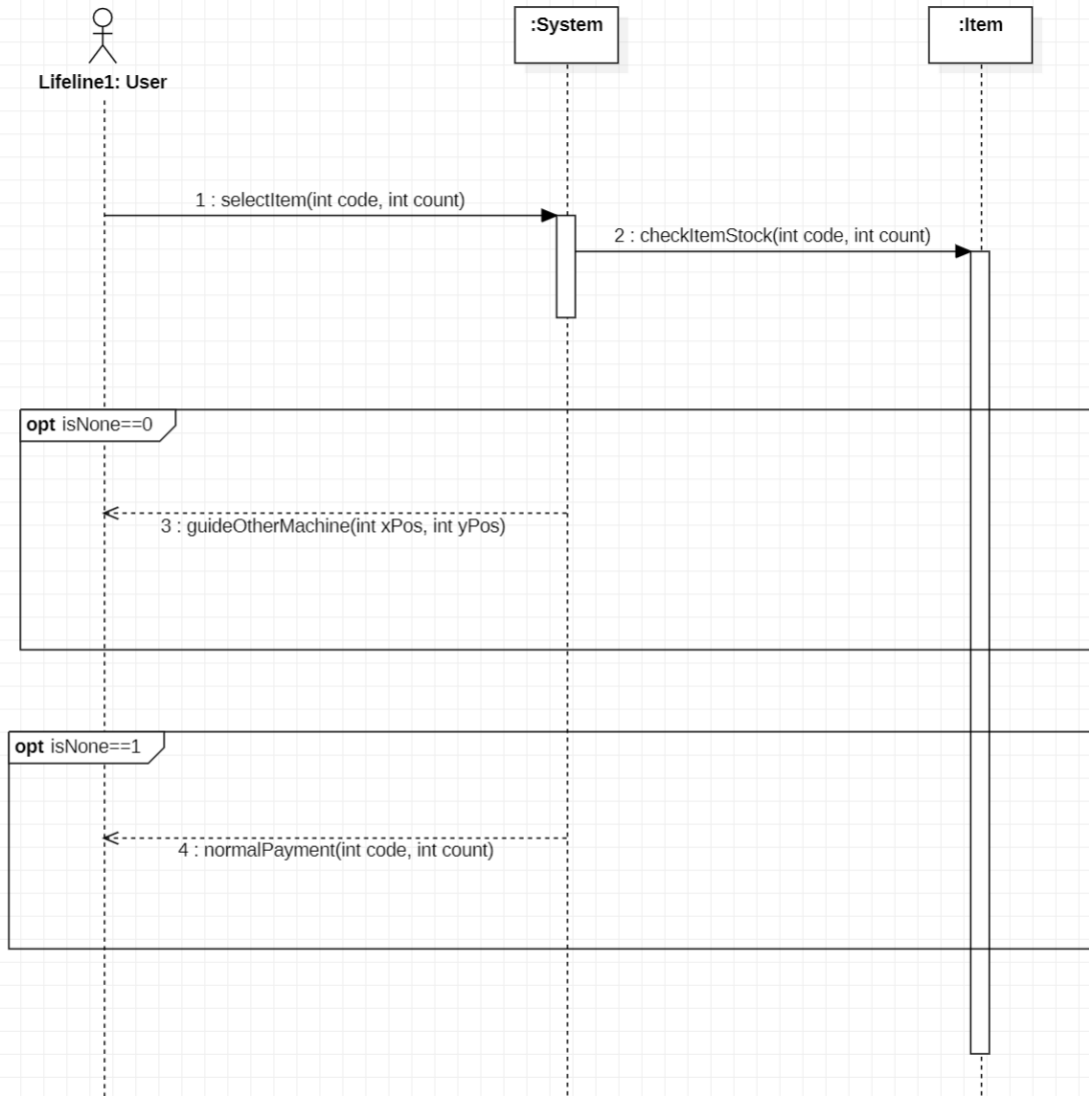 :System
:Item
Lifeline1: User
1 : selectItem(int code, int count)
2 : checkItemStock(int code, int count)
opt isNone==0
3 : guideOtherMachine(int xPos, int yPos)
opt isNone==1
4 : normalPayment(int code, int count)